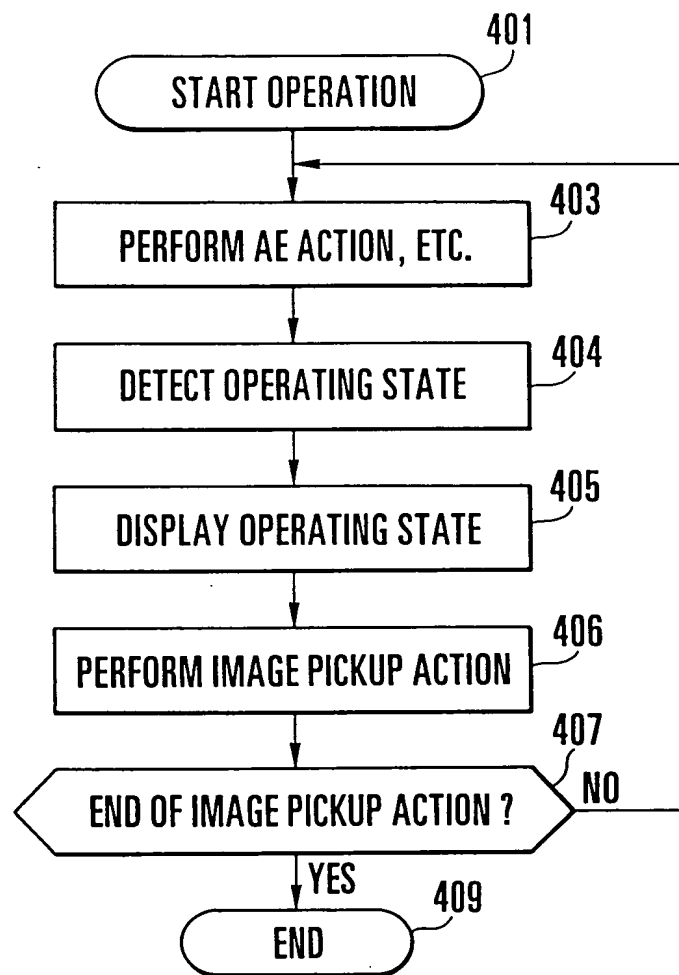 401
START OPERATION
403
PERFORM AE ACTION, ETC.
404
DETECT OPERATING STATE
405
DISPLAY OPERATING STATE
406
PERFORM IMAGE PICKUP ACTION
407
END OF IMAGE PICKUP ACTION ?
NO
YES
409
END